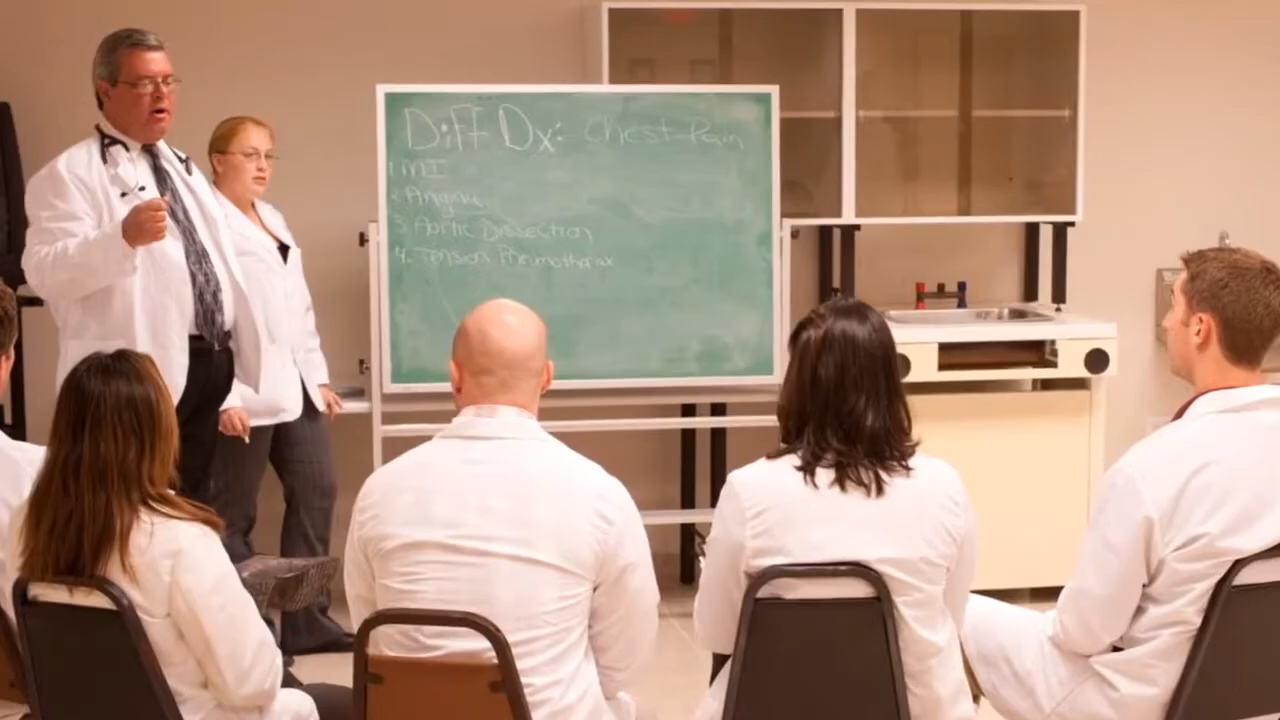 Diff Dx:- Chest Pain
1 MI
2. Angina
3. Aortic Dissection
4. Tension Pneumothorax